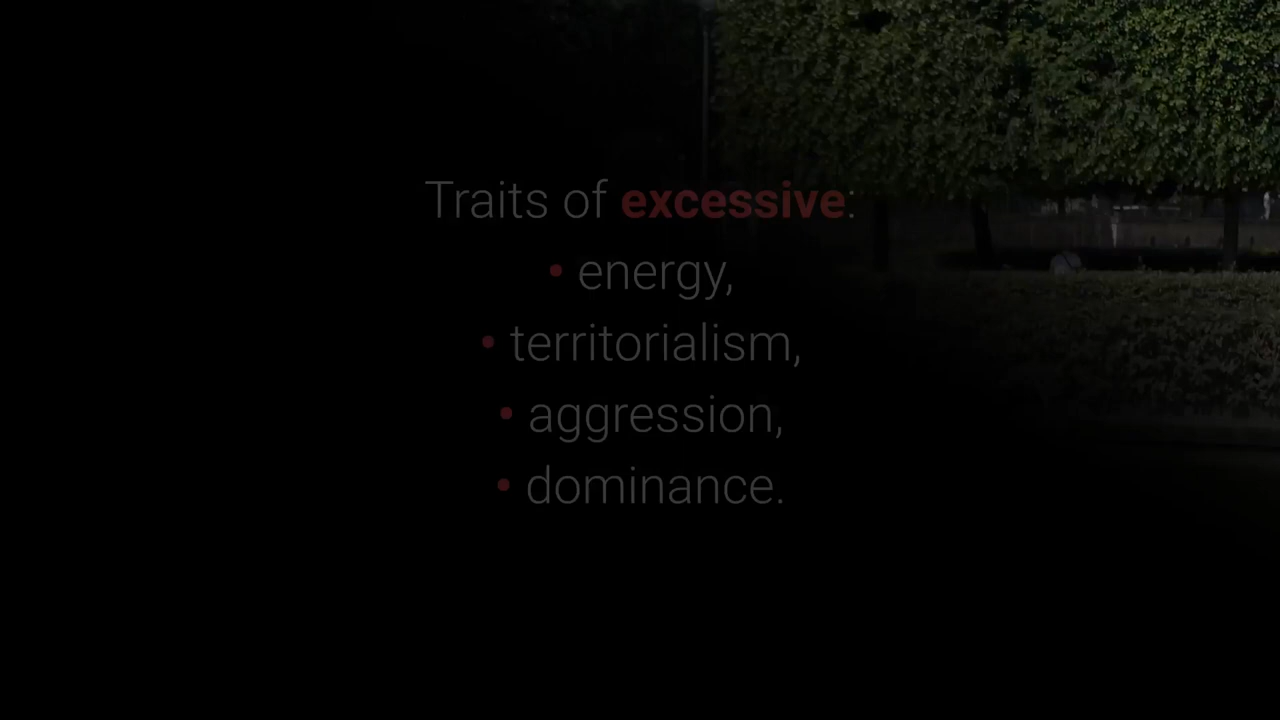 Traits of excessive:
• energy,
• territorialism,
• aggression,
• dominance.